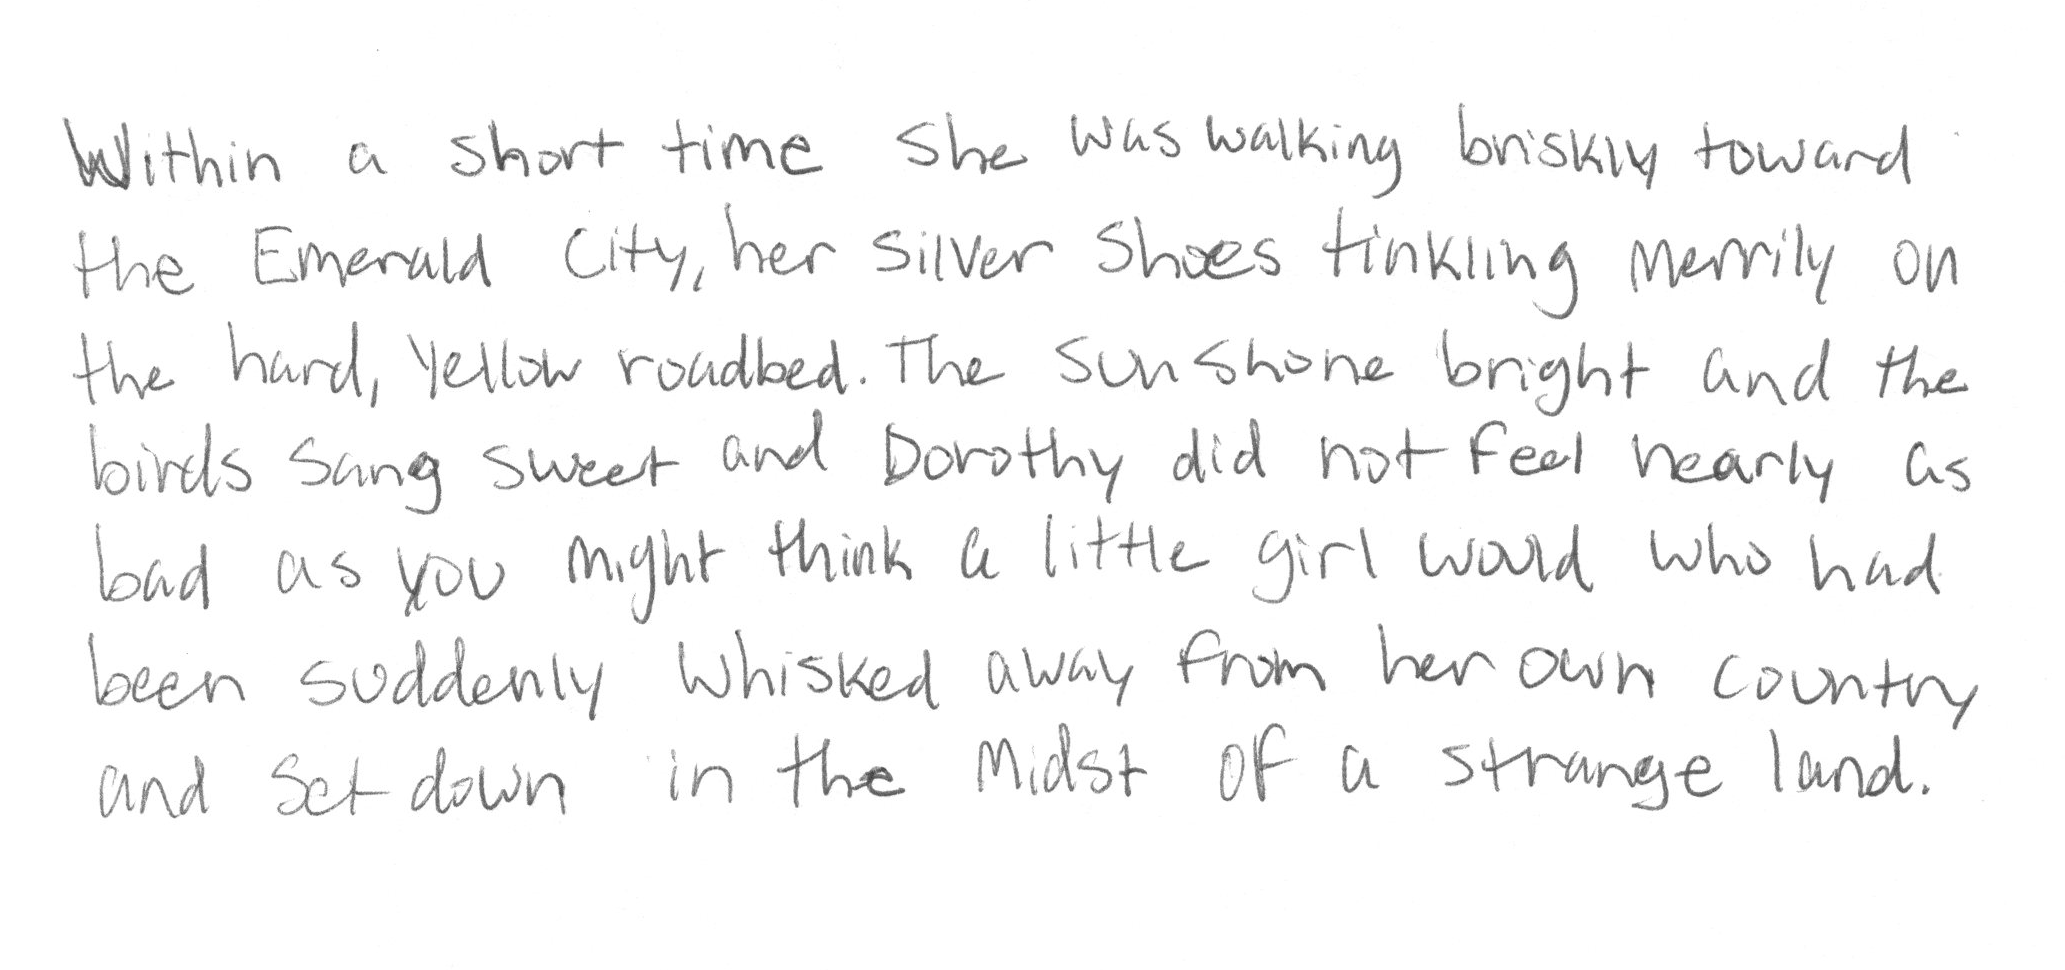 Within a short time she was walking briskly toward
the Emerald City, her silver shoes tinkling merrily on
the hard, yellow roadbed. The sun shone bright and the
birds sang sweet and Dorothy did not feel nearly as
bad as you might think a little girl would who had
been suddenly whisked away from her own country
and set down in the midst of a strange land.